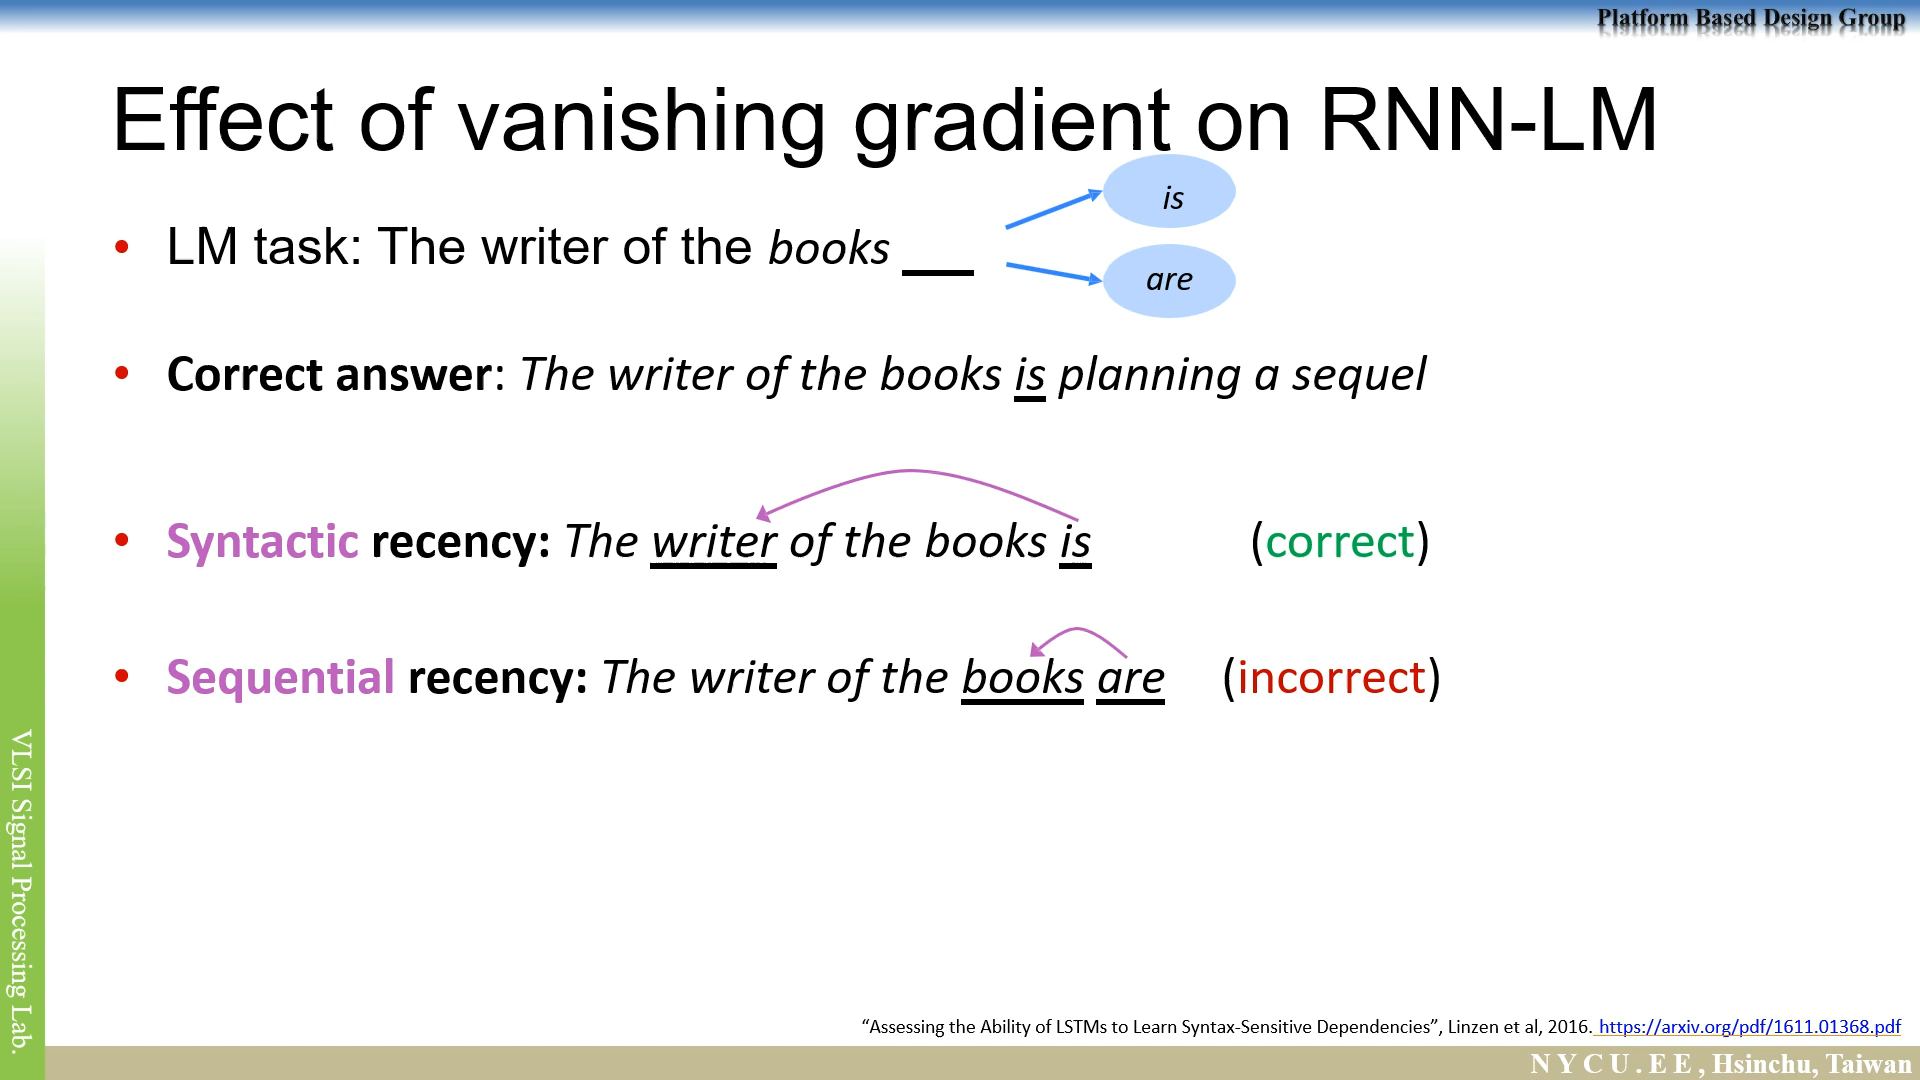 Platform Based Design Group
Effect of vanishing gradient on RNN-LM
• LM task: The writer of the books ___
is
are
• Correct answer: The writer of the books is planning a sequel
• Syntactic recency: The writer of the books is (correct)
• Sequential recency: The writer of the books are (incorrect)
VLSI Signal Processing Lab.
“Assessing the Ability of LSTMs to Learn Syntax-Sensitive Dependencies”, Linzen et al, 2016. https://arxiv.org/pdf/1611.01368.pdf
N Y C U . E E , Hsinchu, Taiwan